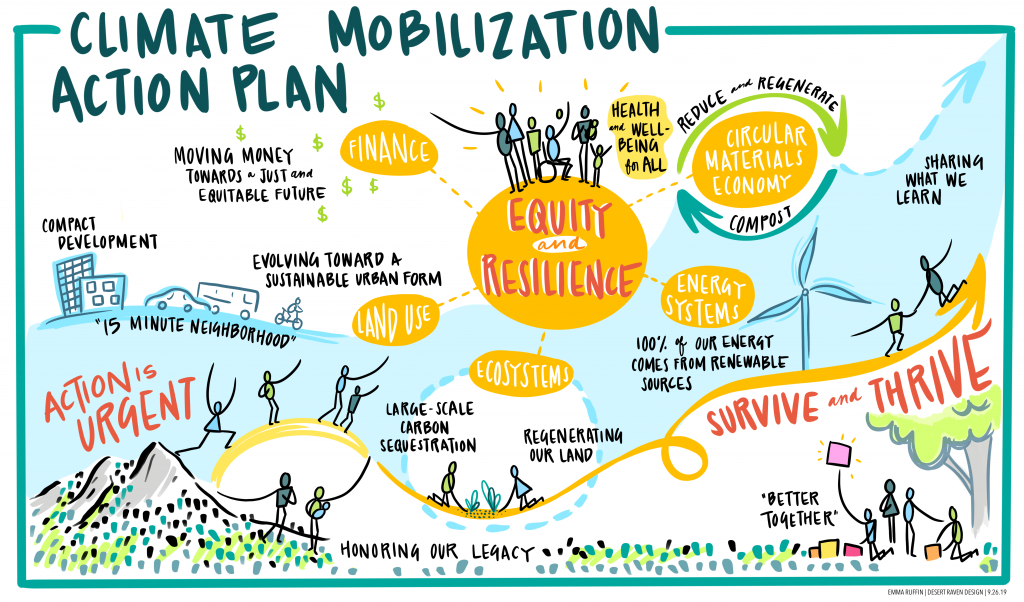 CLIMATE MOBILIZATION
ACTION PLAN
FINANCE
MOVING MONEY
TOWARDS a JUST and
EQUITABLE FUTURE
$
$
$
$ $
$
HEALTH
and WELL-
BEING
for ALL
REDUCE and REGENERATE
CIRCULAR
MATERIALS
ECONOMY
COMPOST
SHARING
WHAT WE
LEARN
EQUITY
and
RESILIENCE
COMPACT
DEVELOPMENT
"15 MINUTE NEIGHBORHOOD"
EVOLVING TOWARD A
SUSTAINABLE URBAN FORM
LAND USE
ENERGY
SYSTEMS
100% of OUR ENERGY
COMES FROM RENEWABLE
SOURCES
ECOSYSTEMS
LARGE-SCALE
CARBON
SEQUESTRATION
REGENERATING
OUR LAND
ACTION IS
URGENT
SURVIVE and THRIVE
"BETTER
TOGETHER"
HONORING OUR LEGACY
EMMA RUFFIN | DESERT RAVEN DESIGN | 9.26.19